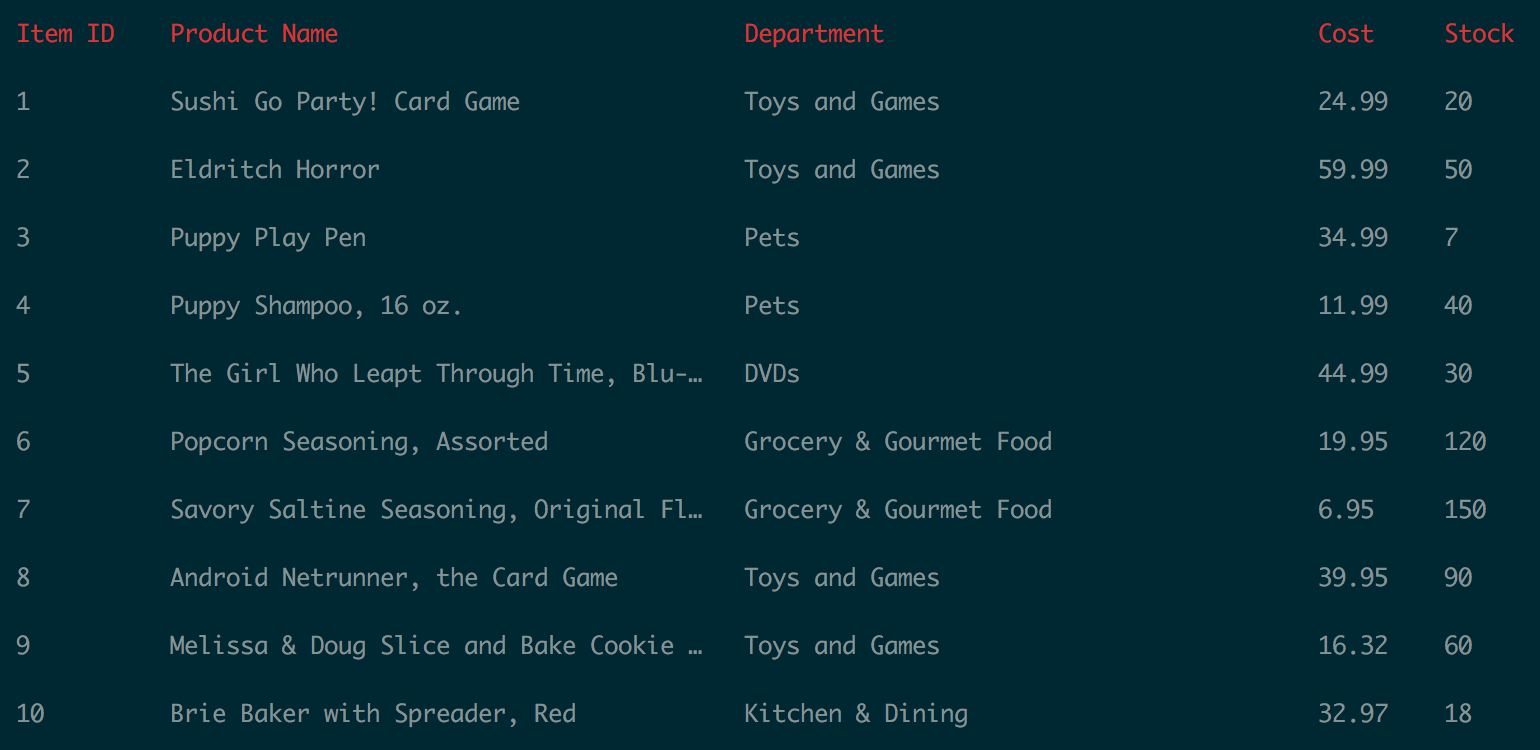 Item ID Product Name Department Cost Stock
1 Sushi Go Party! Card Game Toys and Games 24.99 20
2 Eldritch Horror Toys and Games 59.99 50
3 Puppy Play Pen Pets 34.99 7
4 Puppy Shampoo, 16 oz. Pets 11.99 40
5 The Girl Who Leapt Through Time, Blu-… DVDs 44.99 30
6 Popcorn Seasoning, Assorted Grocery & Gourmet Food 19.95 120
7 Savory Saltine Seasoning, Original Fl… Grocery & Gourmet Food 6.95 150
8 Android Netrunner, the Card Game Toys and Games 39.95 90
9 Melissa & Doug Slice and Bake Cookie … Toys and Games 16.32 60
10 Brie Baker with Spreader, Red Kitchen & Dining 32.97 18